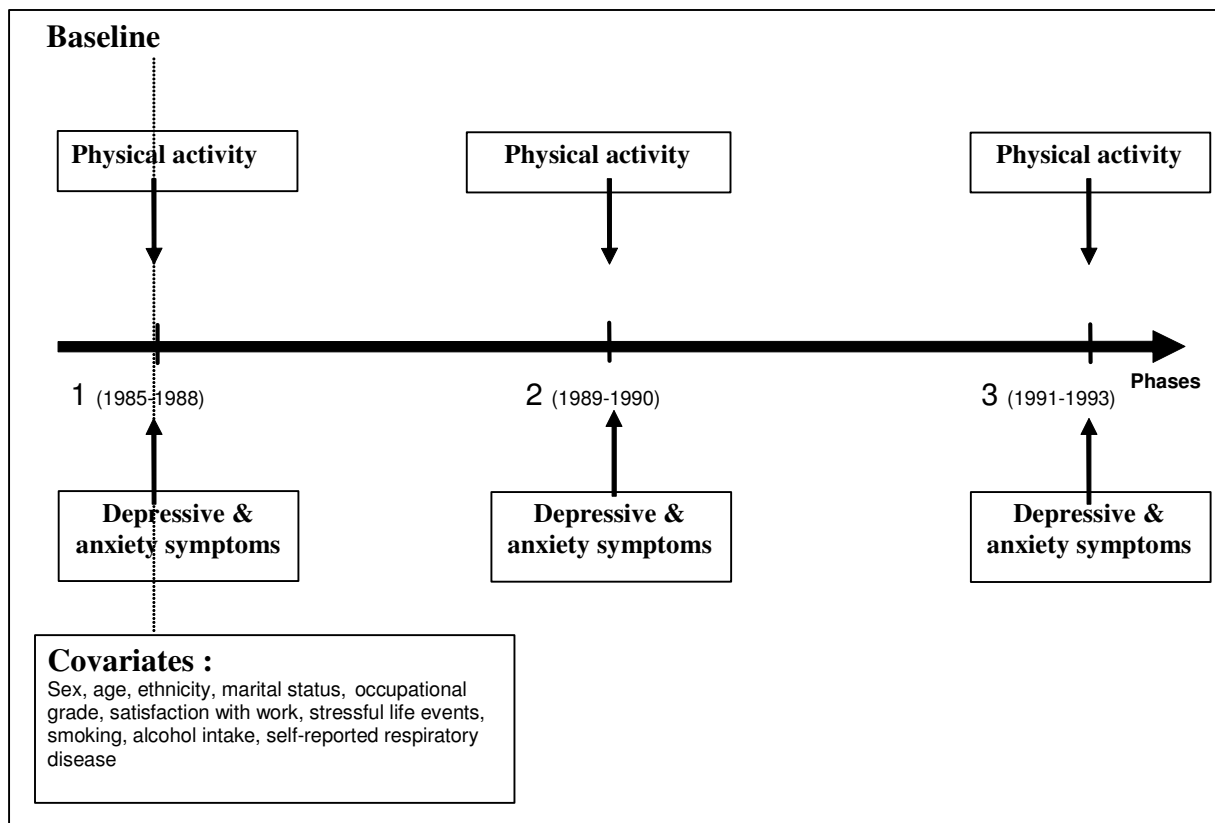 Baseline
Physical activity
Physical activity
Physical activity
1 (1985-1988)
2 (1989-1990)
3 (1991-1993)
Phases
Depressive &
anxiety symptoms
Depressive &
anxiety symptoms
Depressive &
anxiety symptoms
Covariates :
Sex, age, ethnicity, marital status, occupational
grade, satisfaction with work, stressful life events,
smoking, alcohol intake, self-reported respiratory
disease